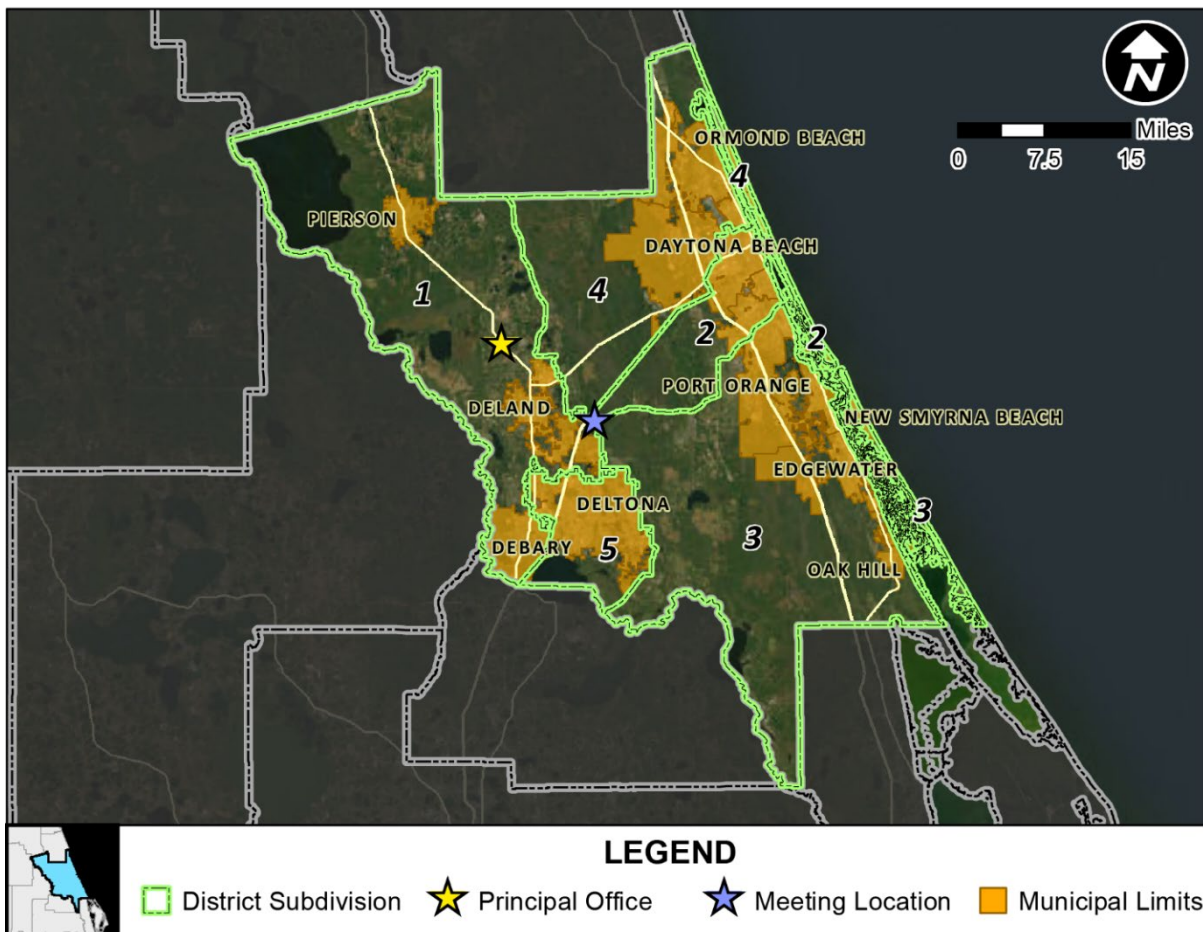 N
Miles
0 7.5 15
ORMOND BEACH
4
PIERSON
DAYTONA BEACH
1
4
2
2
PORT ORANGE
DELAND
NEW SMYRNA BEACH
EDGEWATER
DELTONA
3
DEBARY
5
3
OAK HILL
LEGEND
District Subdivision
Principal Office
Meeting Location
Municipal Limits